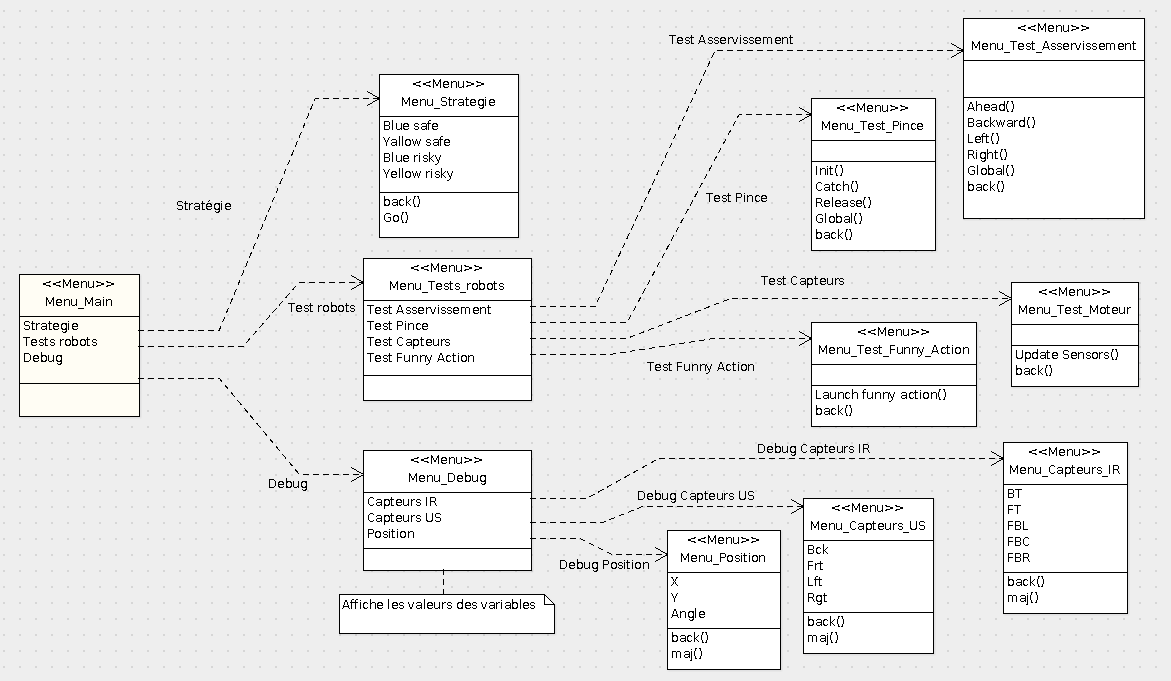 <<Menu>>
Menu_Main
Strategie
Tests robots
Debug
Stratégie
Test robots
Debug
<<Menu>>
Menu_Strategie
Blue safe
Yallow safe
Blue risky
Yellow risky
back()
Go()
<<Menu>>
Menu_Tests_robots
Test Asservissement
Test Pince
Test Capteurs
Test Funny Action
<<Menu>>
Menu_Debug
Capteurs IR
Capteurs US
Position
Affiche les valeurs des variables
Test Asservissement
<<Menu>>
Menu_Test_Asservissement
Ahead()
Backward()
Left()
Right()
Global()
back()
Test Pince
<<Menu>>
Menu_Test_Pince
Init()
Catch()
Release()
Global()
back()
Test Capteurs
<<Menu>>
Menu_Test_Moteur
Update Sensors()
back()
Test Funny Action
<<Menu>>
Menu_Test_Funny_Action
Launch funny action()
back()
Debug Capteurs IR
<<Menu>>
Menu_Capteurs_IR
BT
FT
FBL
FBC
FBR
back()
maj()
Debug Capteurs US
<<Menu>>
Menu_Capteurs_US
Bck
Frt
Lft
Rgt
back()
maj()
Debug Position
<<Menu>>
Menu_Position
X
Y
Angle
back()
maj()